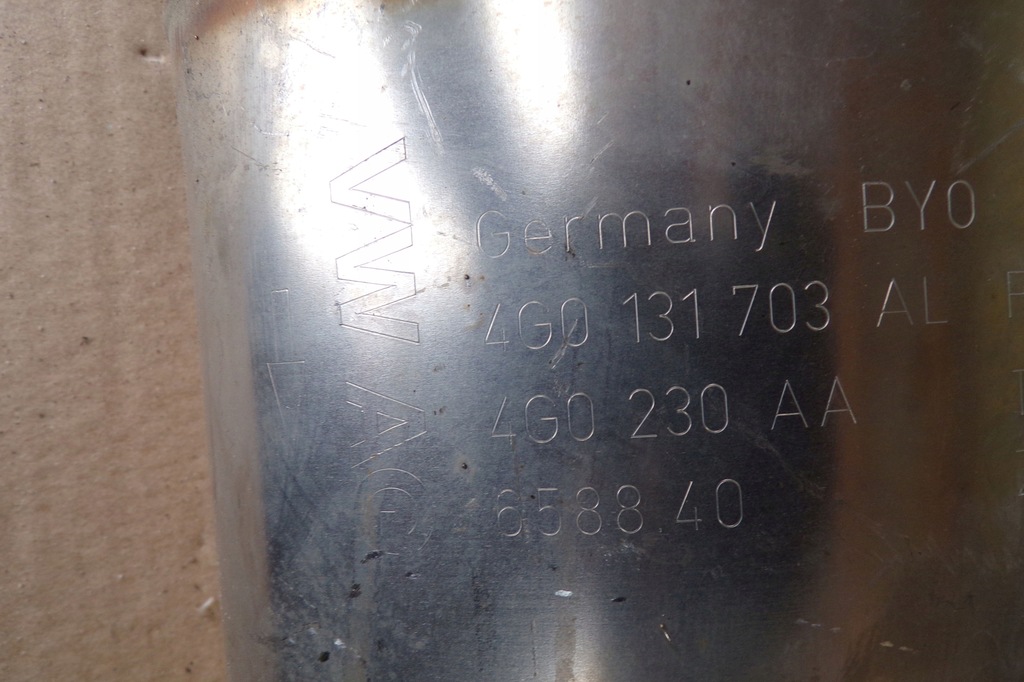 Germany BY0
4G0 131 703 AL
4G0 230 AA
6588.40
VW AG